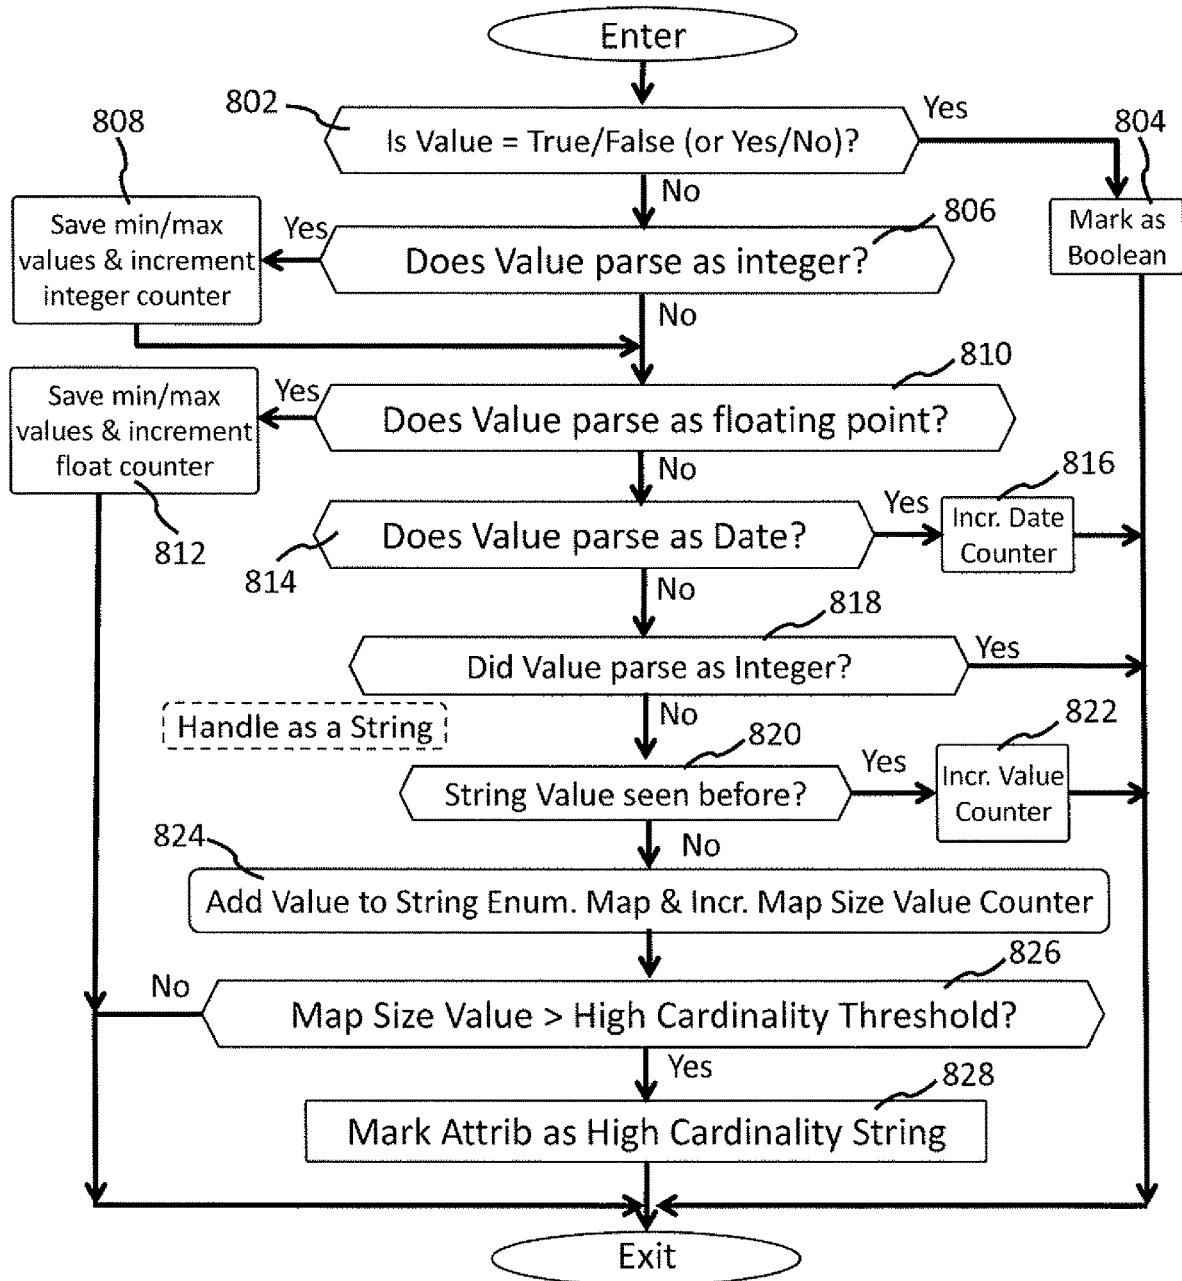 Enter
802
Is Value = True/False (or Yes/No)?
Yes
804
Mark as
Boolean
808
Save min/max
values & increment
integer counter
No
Yes
Does Value parse as integer?
806
No
810
Save min/max
values & increment
float counter
812
Yes
Does Value parse as floating point?
No
814
Does Value parse as Date?
Yes
816
Incr. Date
Counter
No
818
Did Value parse as Integer?
Yes
No
Handle as a String
820
String Value seen before?
Yes
822
Incr. Value
Counter
No
824
Add Value to String Enum. Map & Incr. Map Size Value Counter
826
No
Map Size Value > High Cardinality Threshold?
Yes
828
Mark Attrib as High Cardinality String
Exit